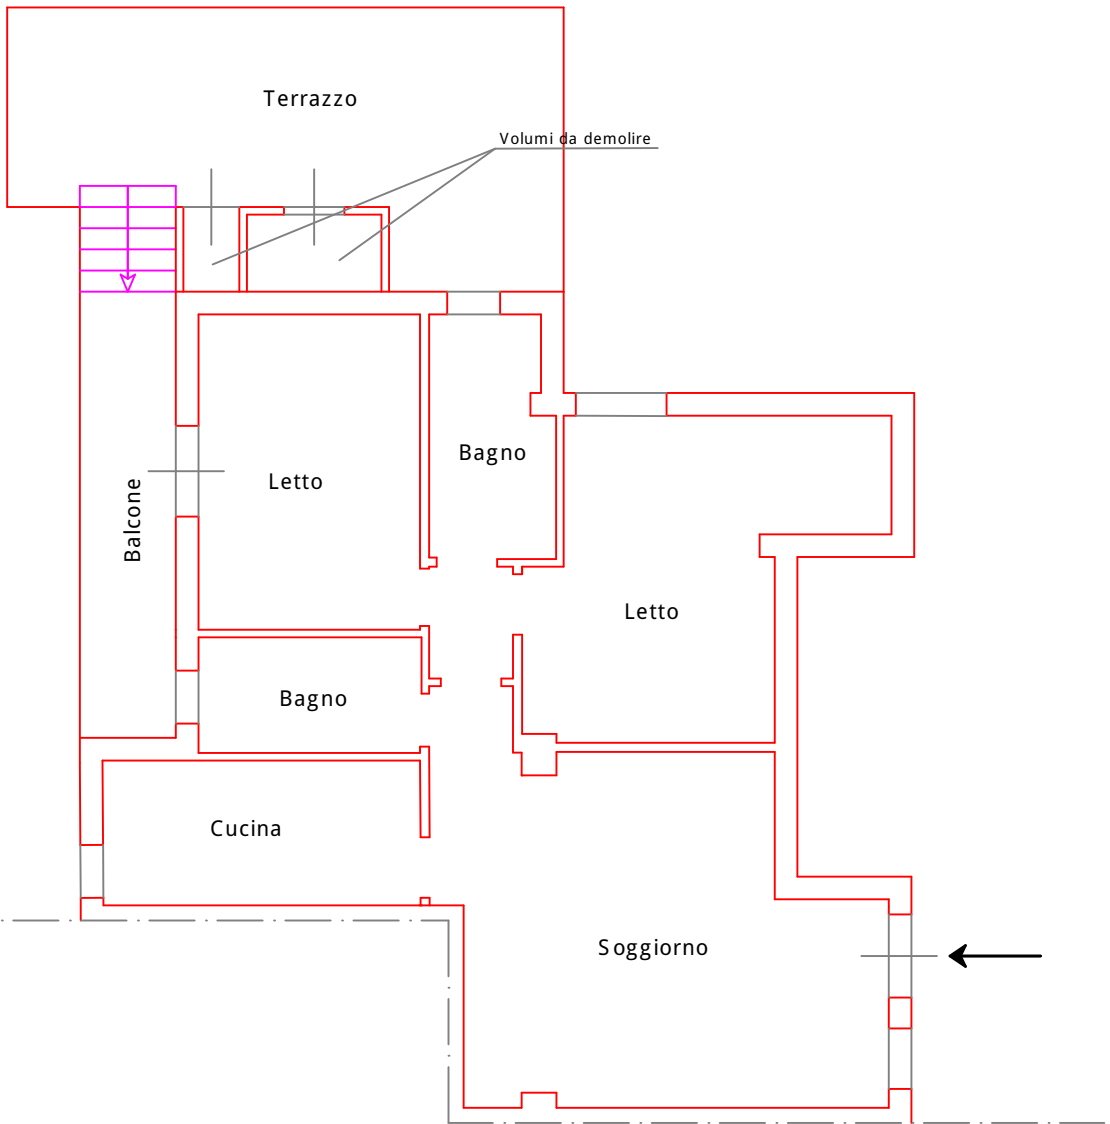 Terrazzo
Volumi da demolire
Bagno
Letto
Balcone
Letto
Bagno
Cucina
Soggiorno